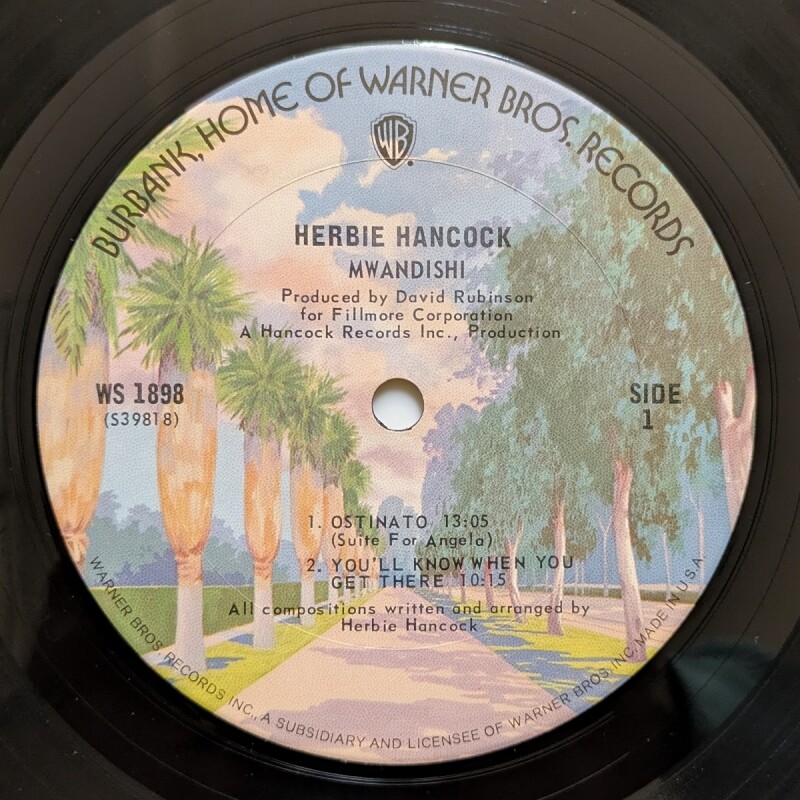 BURBANK, HOME OF WARNER BROS. RECORDS
WB
HERBIE HANCOCK
MWANDISHI
Produced by David Rubinson
for Fillmore Corporation
A Hancock Records Inc., Production
WS 1898
(S39818)
SIDE
1
1. OSTINATO 13:05
(Suite For Angela)
2. YOU'LL KNOW WHEN YOU
GET THERE 10:15
All compositions written and arranged by
Herbie Hancock
WARNER BROS. RECORDS INC., A SUBSIDIARY AND LICENSEE OF WARNER BROS. INC. MADE IN U.S.A.